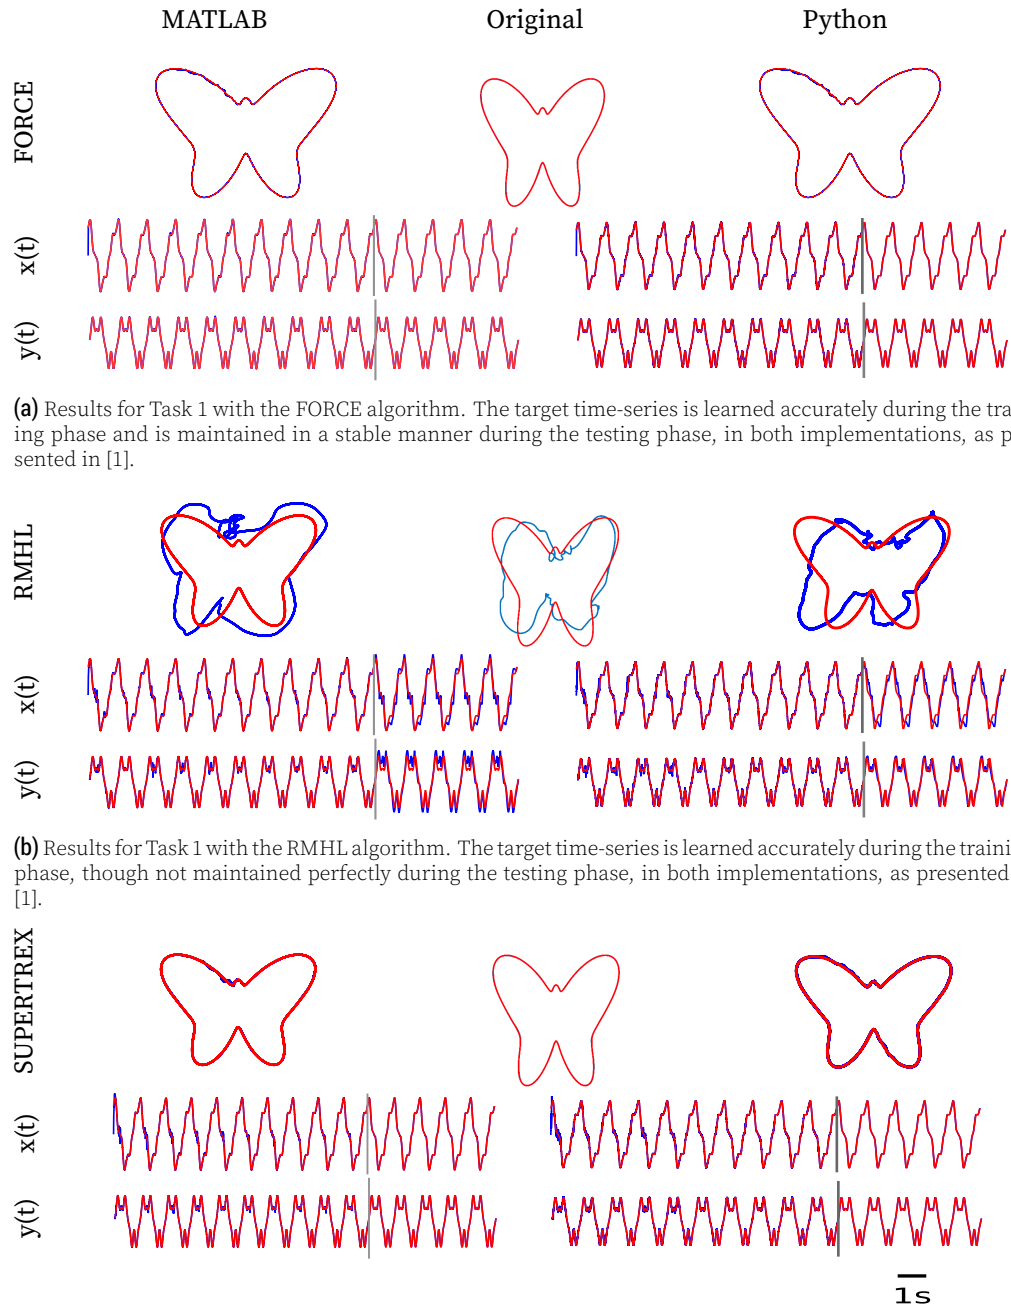 MATLAB Original Python
FORCE
x(t)
y(t)
(a) Results for Task 1 with the FORCE algorithm. The target time-series is learned accurately during the trai
ing phase and is maintained in a stable manner during the testing phase, in both implementations, as p
sented in [1].
RMHL
x(t)
y(t)
(b) Results for Task 1 with the RMHL algorithm. The target time-series is learned accurately during the traini
phase, though not maintained perfectly during the testing phase, in both implementations, as presented
[1].
SUPERTREX
x(t)
y(t)
1s